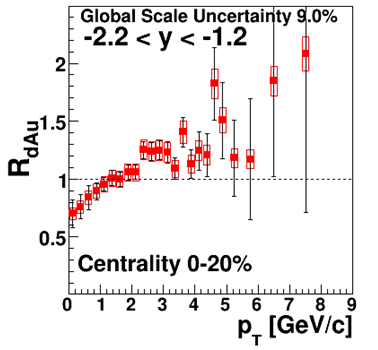 Global Scale Uncertainty 9.0%
-2.2 < y < -1.2
2
1.5
1
0.5
R_dAu
Centrality 0-20%
0 1 2 3 4 5 6 7 8 9
p_T [GeV/c]